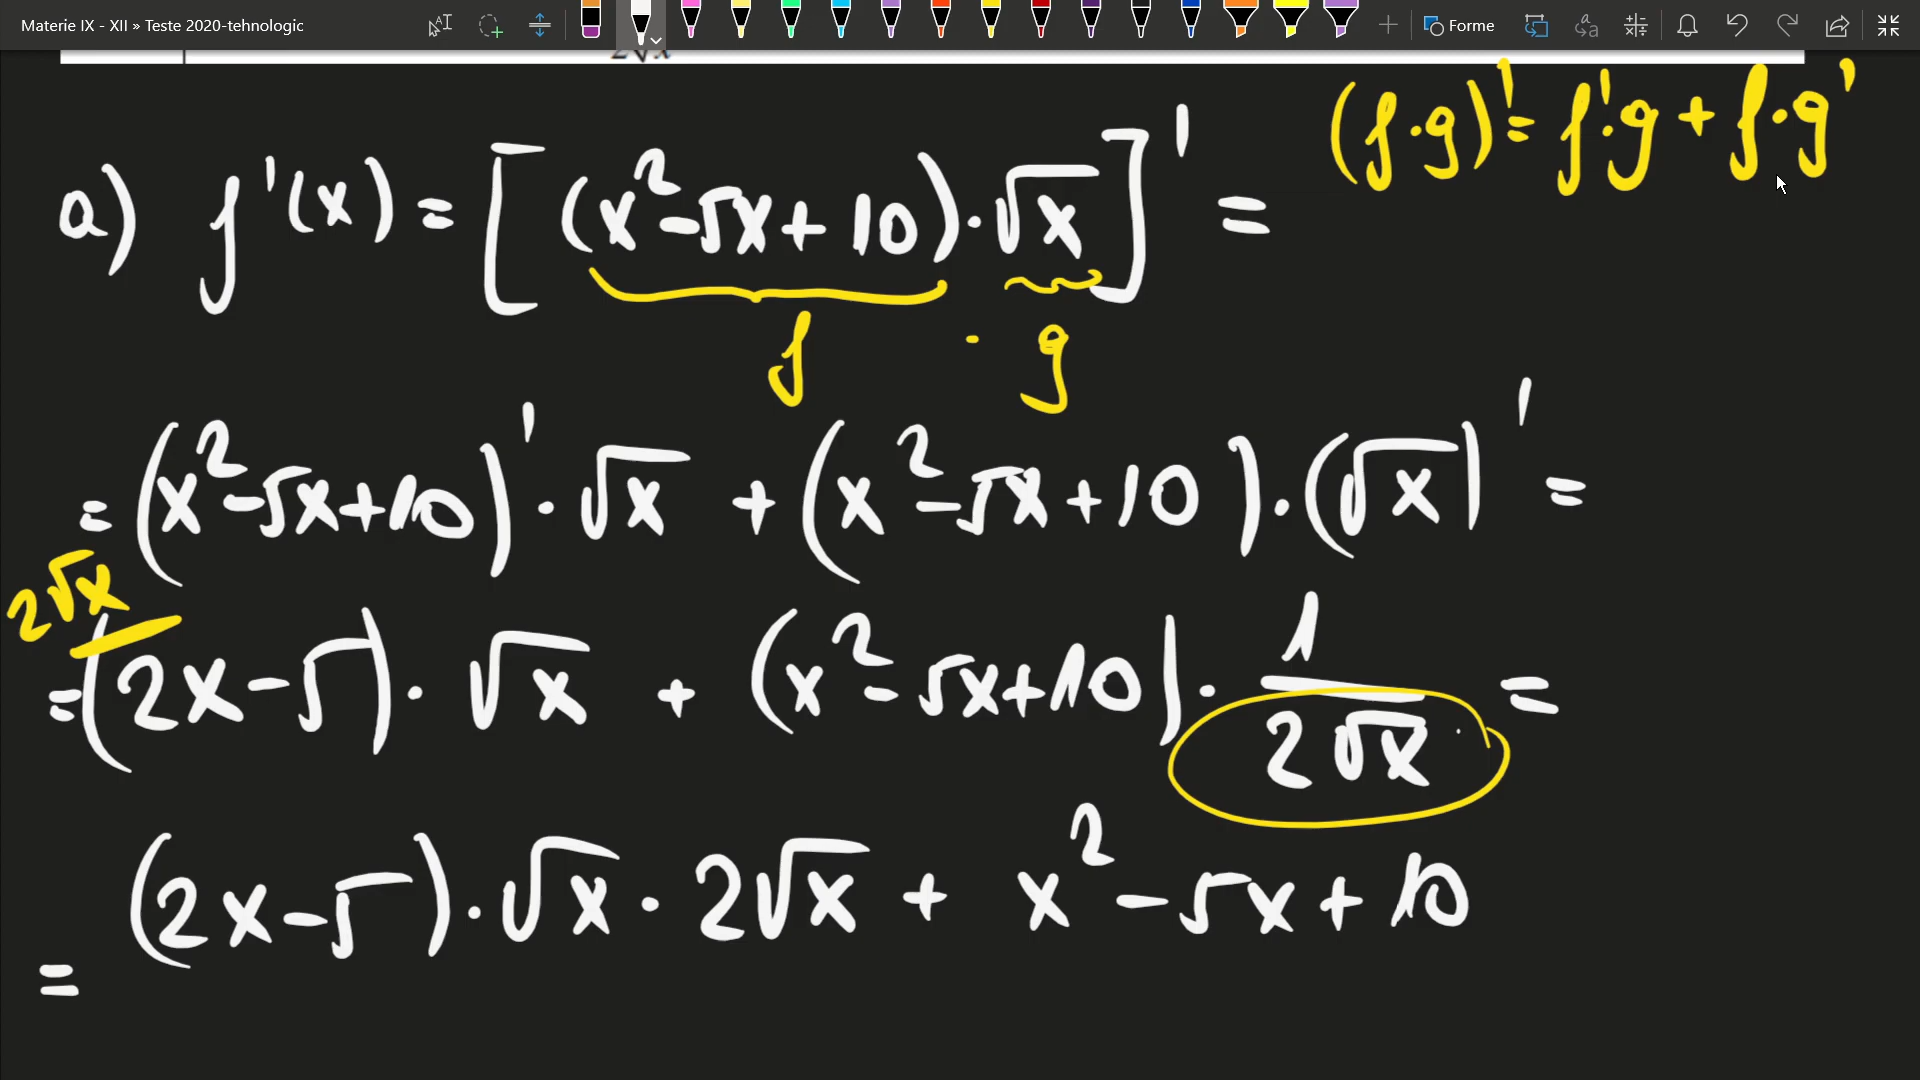 Materie IX - XII » Teste 2020-tehnologic
Forme
2√x
(f·g)' = f'·g + f·g'
a) f'(x) = [(x²-5x+10)·√x]' =
f · g
= (x²-5x+10)'·√x + (x²-5x+10)·(√x)' =
2√x
= (2x-5)·√x + (x²-5x+10)· 1/2√x =
= (2x-5)·√x·2√x + x²-5x+10